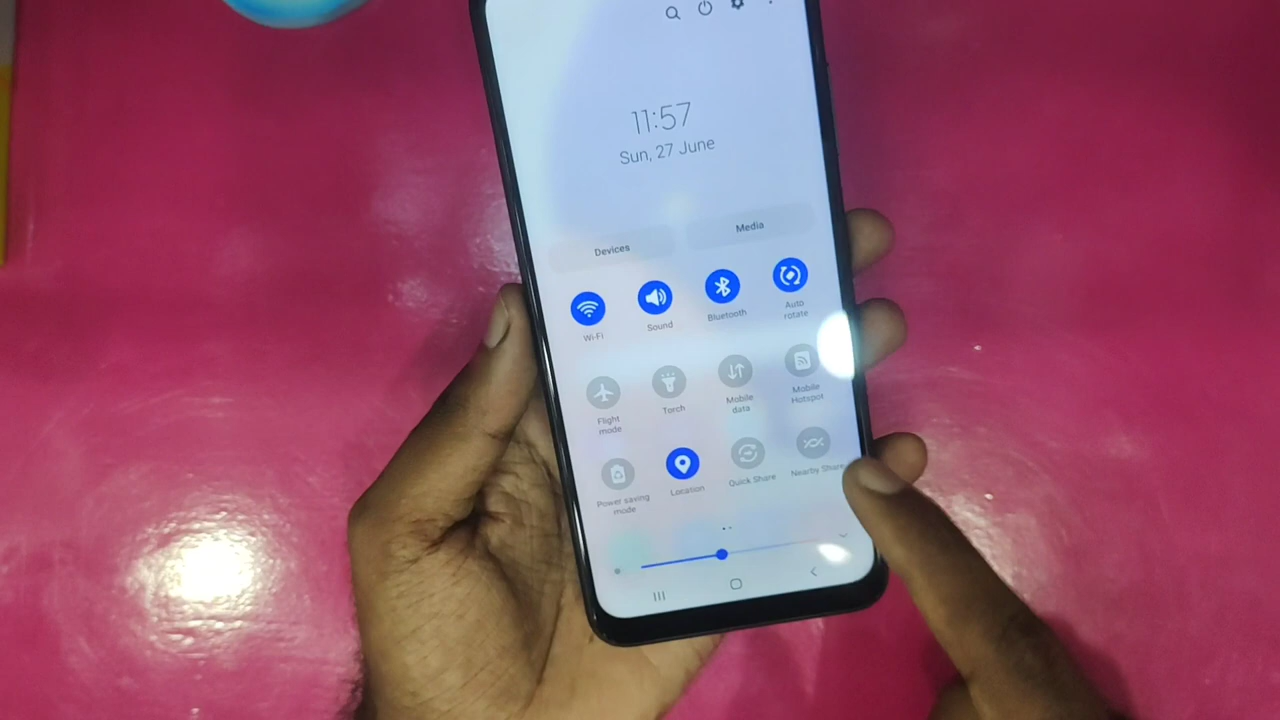 11:57
Sun, 27 June
Devices
Media
Wi-Fi
Sound
Bluetooth
Auto
rotate
Flight
mode
Torch
Mobile
data
Mobile
Hotspot
Power saving
mode
Location
Quick Share
Nearby Share